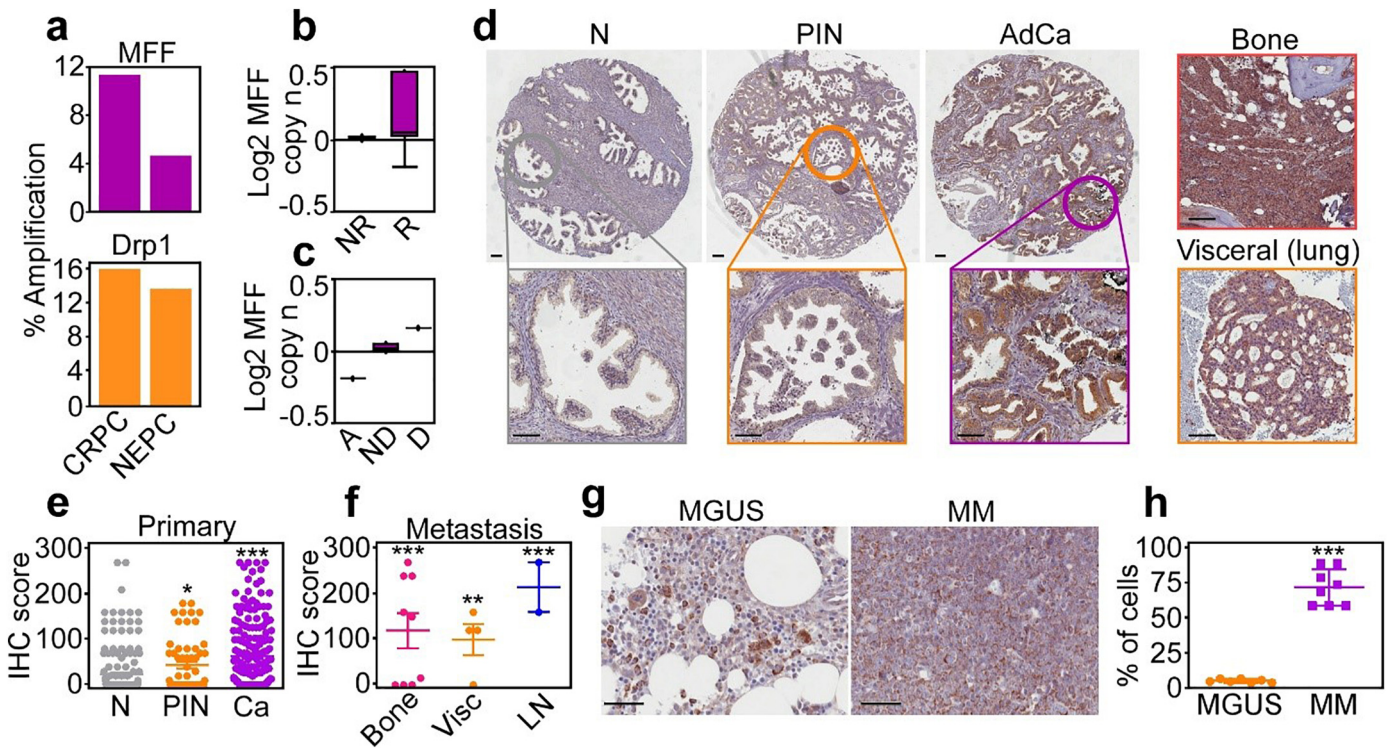 a
MFF
% Amplification
12
8
4
0
Drp1
16
12
8
4
0
CRPC
NEPC
b
Log2 MFF
copy n.
0.5
0
-0.5
NR
R
c
Log2 MFF
copy n.
0.5
0
-0.5
A
ND
D
d
N
PIN
AdCa
Bone
Visceral (lung)
e
Primary
IHC score
300
200
100
0
*
***
N
PIN
Ca
f
Metastasis
IHC score
300
200
100
0
***
**
***
Bone
Visc
LN
g
MGUS
MM
h
% of cells
100
75
50
25
0
***
MGUS
MM